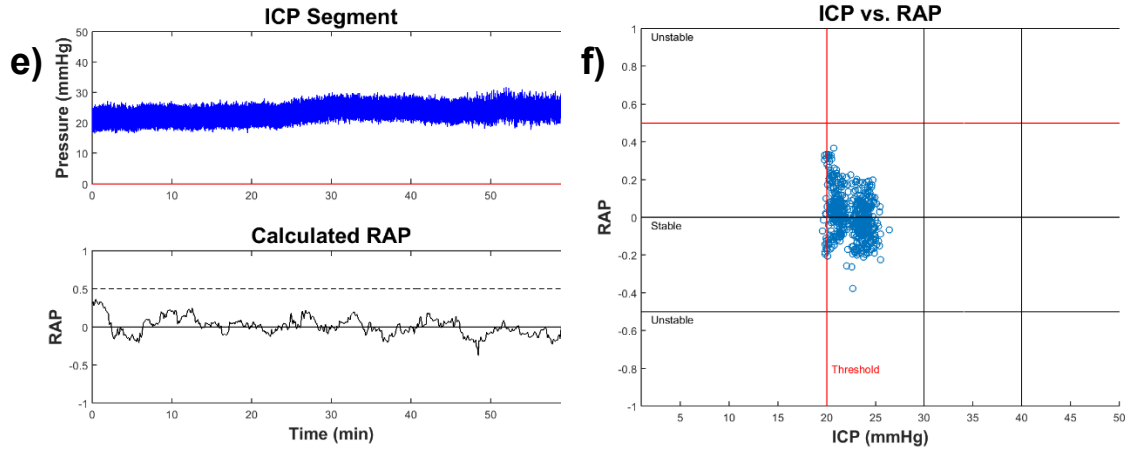 e)
ICP Segment
Pressure (mmHg)
50
40
30
20
10
0
0 10 20 30 40 50
Calculated RAP
RAP
1
0.5
0
-0.5
-1
0 10 20 30 40 50
Time (min)
f)
ICP vs. RAP
RAP
1
0.8
0.6
0.4
0.2
0
-0.2
-0.4
-0.6
-0.8
-1
Unstable
Stable
Unstable
Threshold
5 10 15 20 25 30 35 40 45 50
ICP (mmHg)